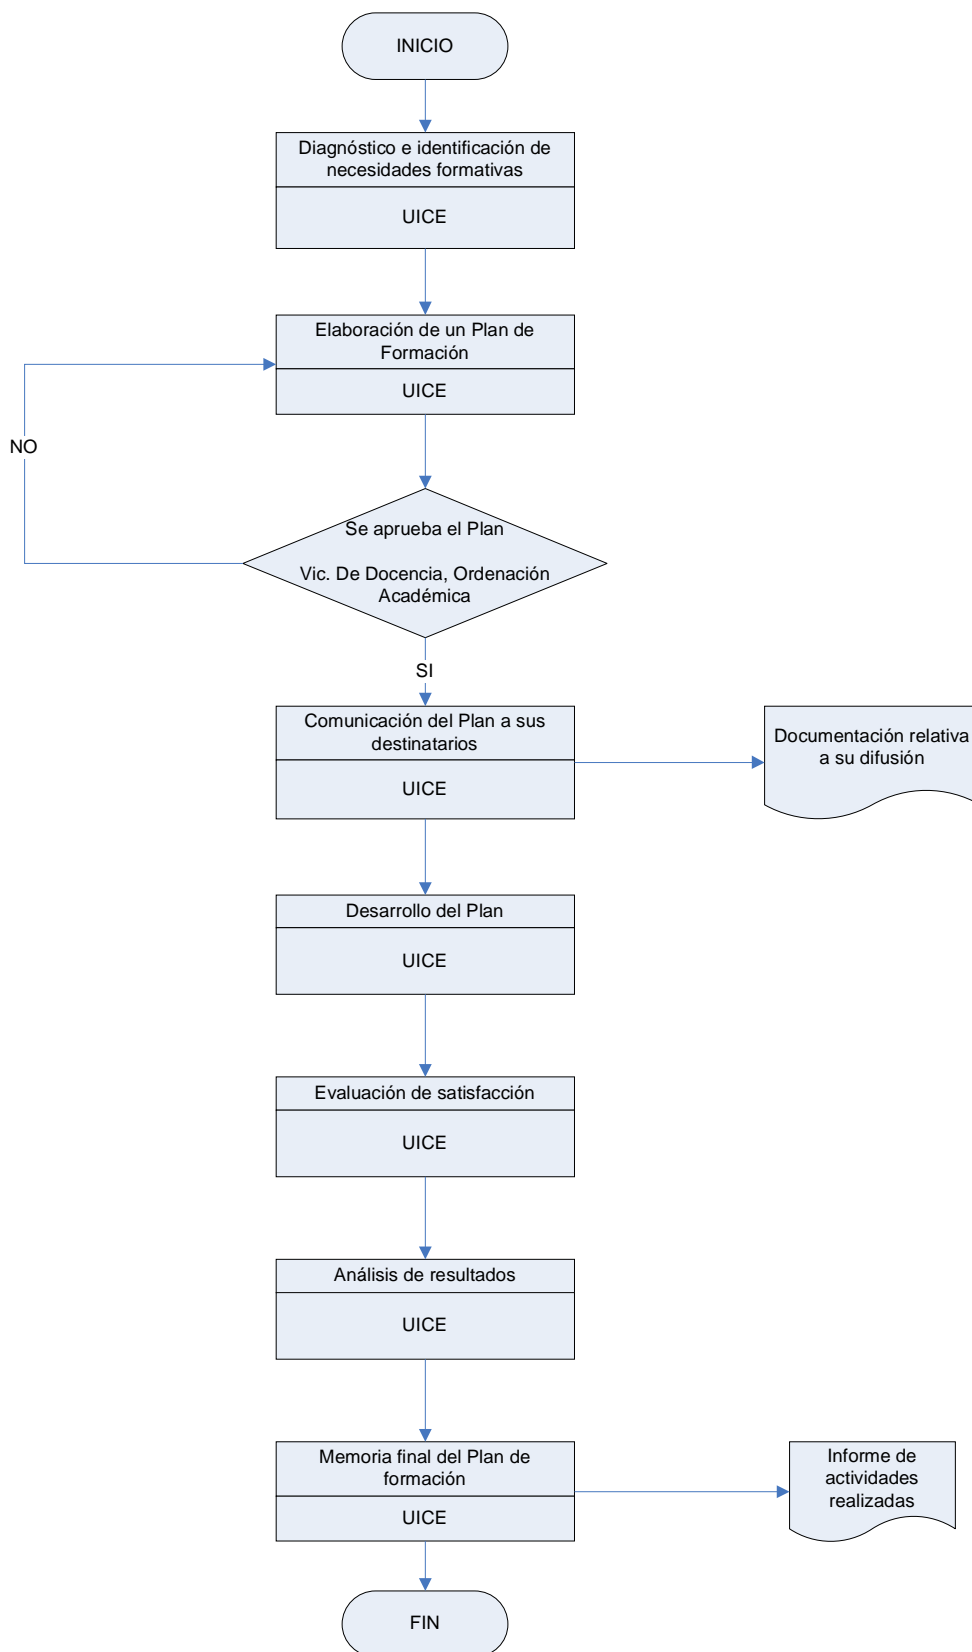 INICIO
Diagnóstico e identificación de
necesidades formativas
UICE
Elaboración de un Plan de
Formación
UICE
NO
Se aprueba el Plan
Vic. De Docencia, Ordenación
Académica
SI
Comunicación del Plan a sus
destinatarios
UICE
Documentación relativa
a su difusión
Desarrollo del Plan
UICE
Evaluación de satisfacción
UICE
Análisis de resultados
UICE
Memoria final del Plan de
formación
UICE
Informe de
actividades
realizadas
FIN